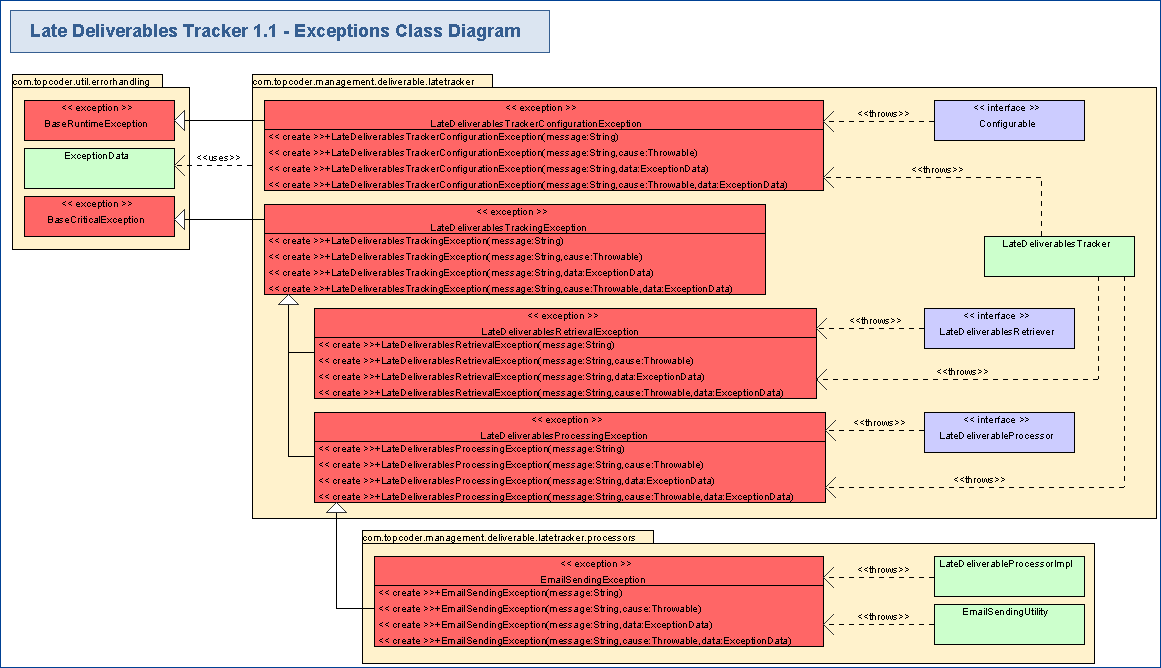 Late Deliverables Tracker 1.1 - Exceptions Class Diagram
com.topcoder.util.errorhandling
<< exception >>
BaseRuntimeException
ExceptionData
<< exception >>
BaseCriticalException
<<uses>>
com.topcoder.management.deliverable.latetracker
<< exception >>
LateDeliverablesTrackerConfigurationException
<< create >>+LateDeliverablesTrackerConfigurationException(message:String)
<< create >>+LateDeliverablesTrackerConfigurationException(message:String,cause:Throwable)
<< create >>+LateDeliverablesTrackerConfigurationException(message:String,data:ExceptionData)
<< create >>+LateDeliverablesTrackerConfigurationException(message:String,cause:Throwable,data:ExceptionData)
<<throws>>
<< interface >>
Configurable
<<throws>>
<< exception >>
LateDeliverablesTrackingException
<< create >>+LateDeliverablesTrackingException(message:String)
<< create >>+LateDeliverablesTrackingException(message:String,cause:Throwable)
<< create >>+LateDeliverablesTrackingException(message:String,data:ExceptionData)
<< create >>+LateDeliverablesTrackingException(message:String,cause:Throwable,data:ExceptionData)
LateDeliverablesTracker
<< exception >>
LateDeliverablesRetrievalException
<< create >>+LateDeliverablesRetrievalException(message:String)
<< create >>+LateDeliverablesRetrievalException(message:String,cause:Throwable)
<< create >>+LateDeliverablesRetrievalException(message:String,data:ExceptionData)
<< create >>+LateDeliverablesRetrievalException(message:String,cause:Throwable,data:ExceptionData)
<<throws>>
<< interface >>
LateDeliverablesRetriever
<<throws>>
<< exception >>
LateDeliverablesProcessingException
<< create >>+LateDeliverablesProcessingException(message:String)
<< create >>+LateDeliverablesProcessingException(message:String,cause:Throwable)
<< create >>+LateDeliverablesProcessingException(message:String,data:ExceptionData)
<< create >>+LateDeliverablesProcessingException(message:String,cause:Throwable,data:ExceptionData)
<<throws>>
<< interface >>
LateDeliverableProcessor
<<throws>>
com.topcoder.management.deliverable.latetracker.processors
<< exception >>
EmailSendingException
<< create >>+EmailSendingException(message:String)
<< create >>+EmailSendingException(message:String,cause:Throwable)
<< create >>+EmailSendingException(message:String,data:ExceptionData)
<< create >>+EmailSendingException(message:String,cause:Throwable,data:ExceptionData)
<<throws>>
LateDeliverableProcessorImpl
<<throws>>
EmailSendingUtility